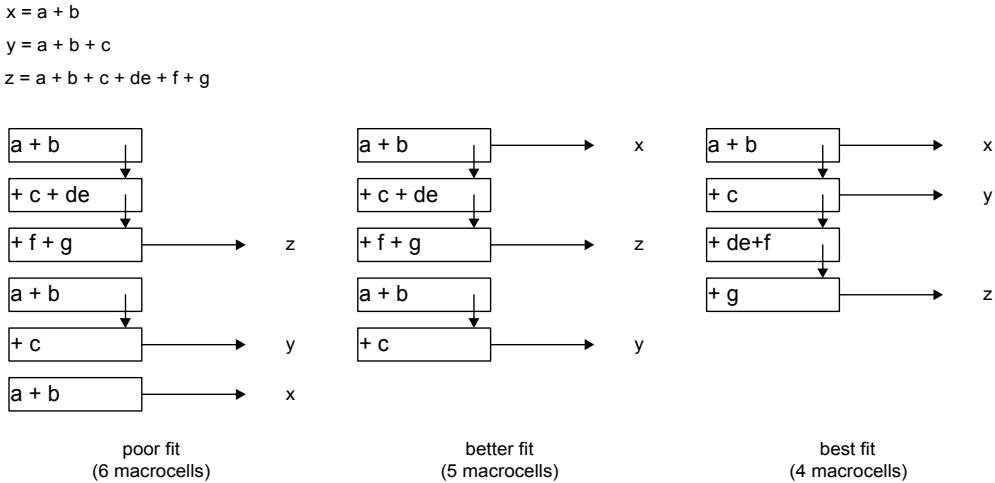 x = a + b
y = a + b + c
z = a + b + c + de + f + g
a + b
+ c + de
+ f + g
z
a + b
+ c
y
a + b
x
poor fit
(6 macrocells)
a + b
x
+ c + de
+ f + g
z
a + b
+ c
y
better fit
(5 macrocells)
a + b
x
+ c
y
+ de+f
+ g
z
best fit
(4 macrocells)